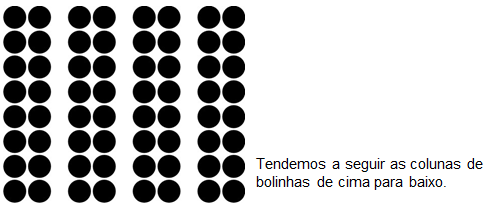 Tendemos a seguir as colunas de
bolinhas de cima para baixo.